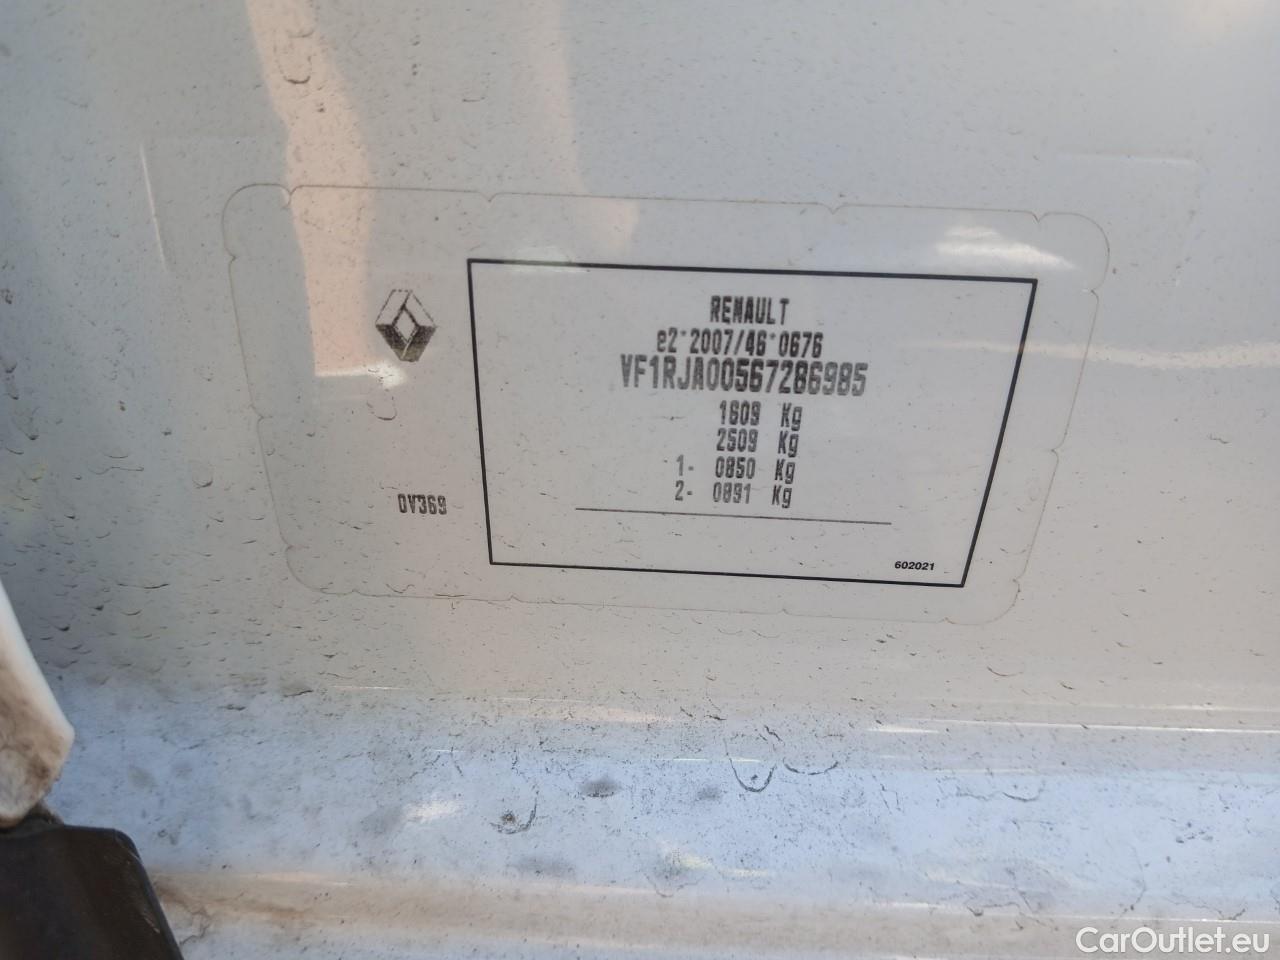 RENAULT
e2*2007/46*0676
VF1RJA00567286985
1609 Kg
2509 Kg
1- 0850 Kg
2- 0891 Kg
0V369
602021
CarOutlet.eu